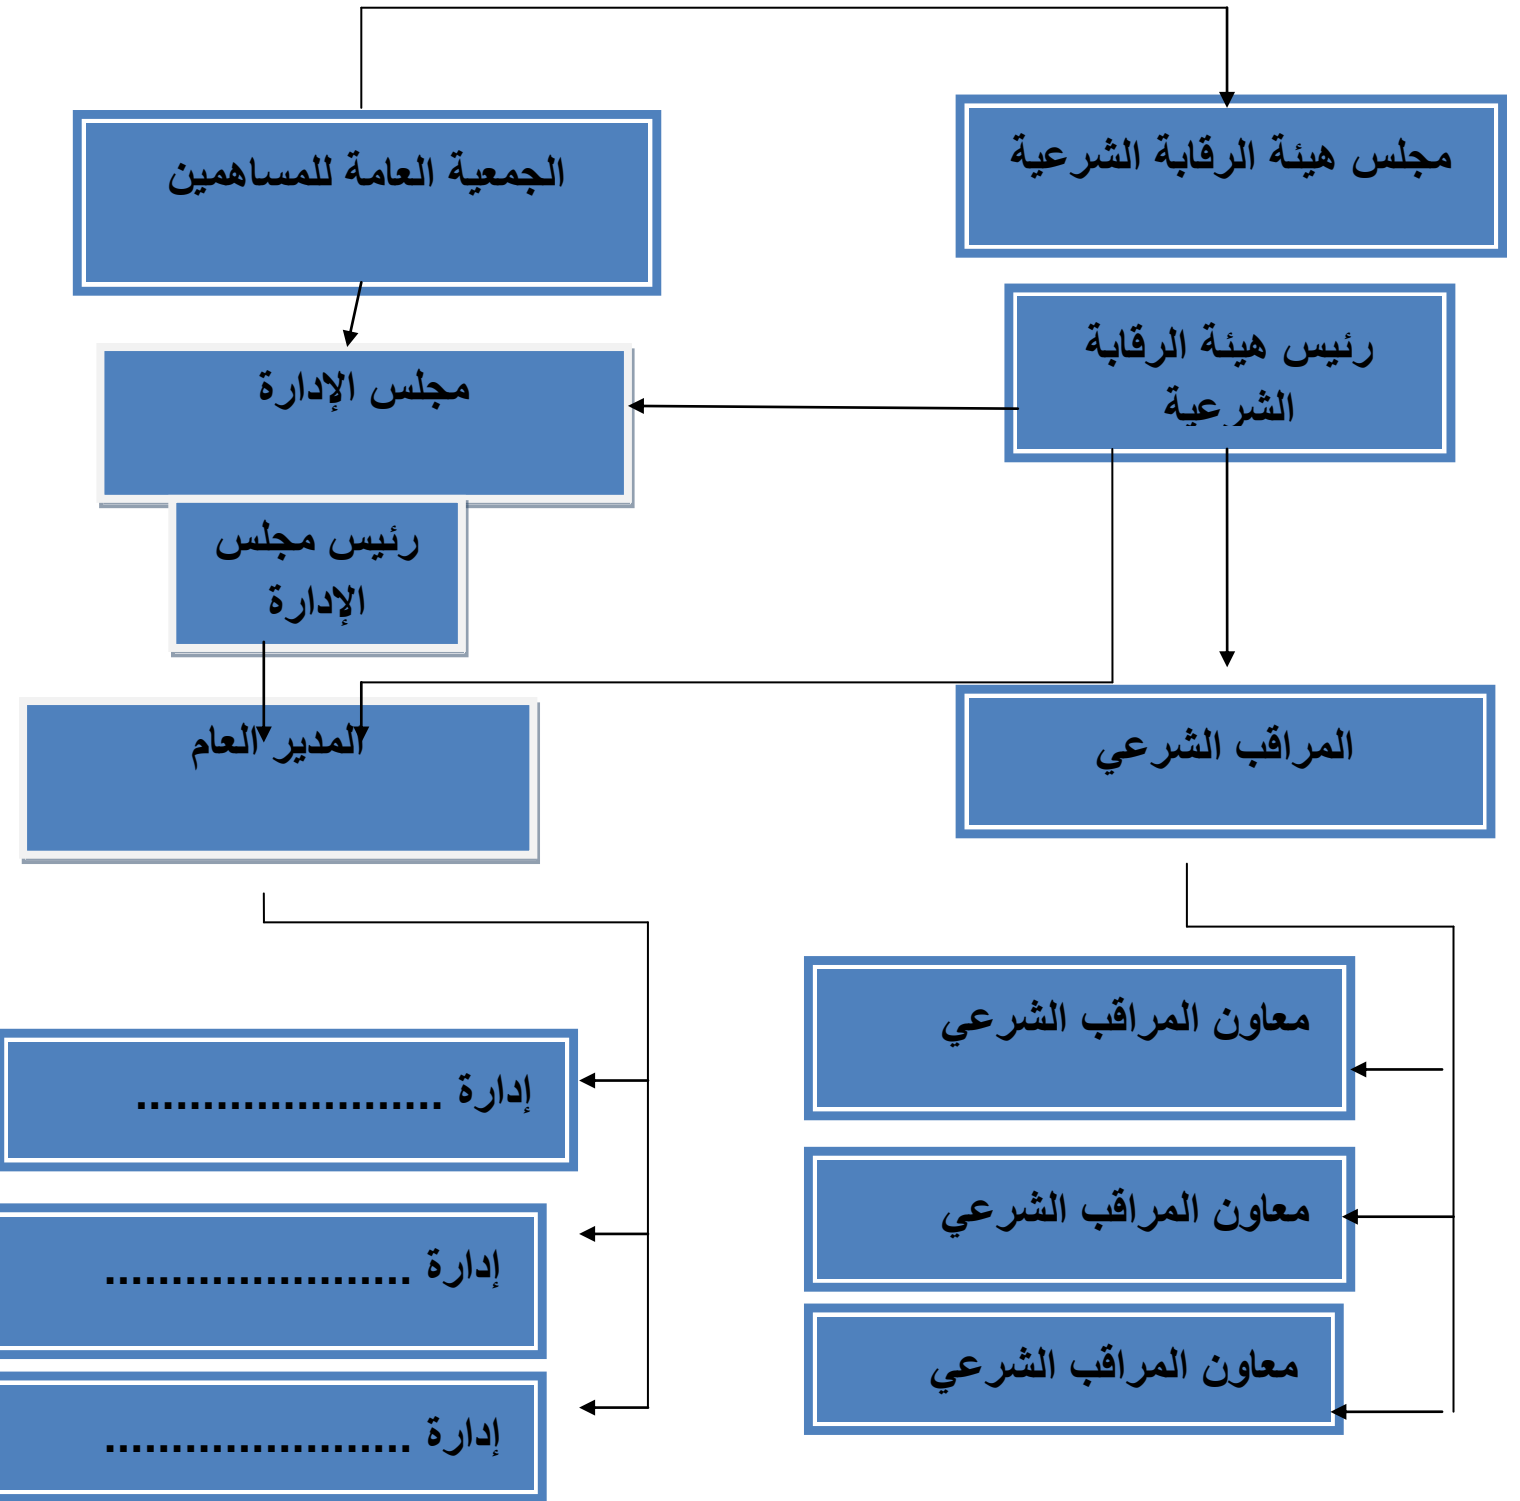 مجلس هيئة الرقابة الشرعية
الجمعية العامة للمساهمين
رئيس هيئة الرقابة
الشرعية
مجلس الإدارة
رئيس مجلس
الإدارة
المراقب الشرعي
المدير العام
معاون المراقب الشرعي
معاون المراقب الشرعي
معاون المراقب الشرعي
إدارة .......................
إدارة .......................
إدارة .......................